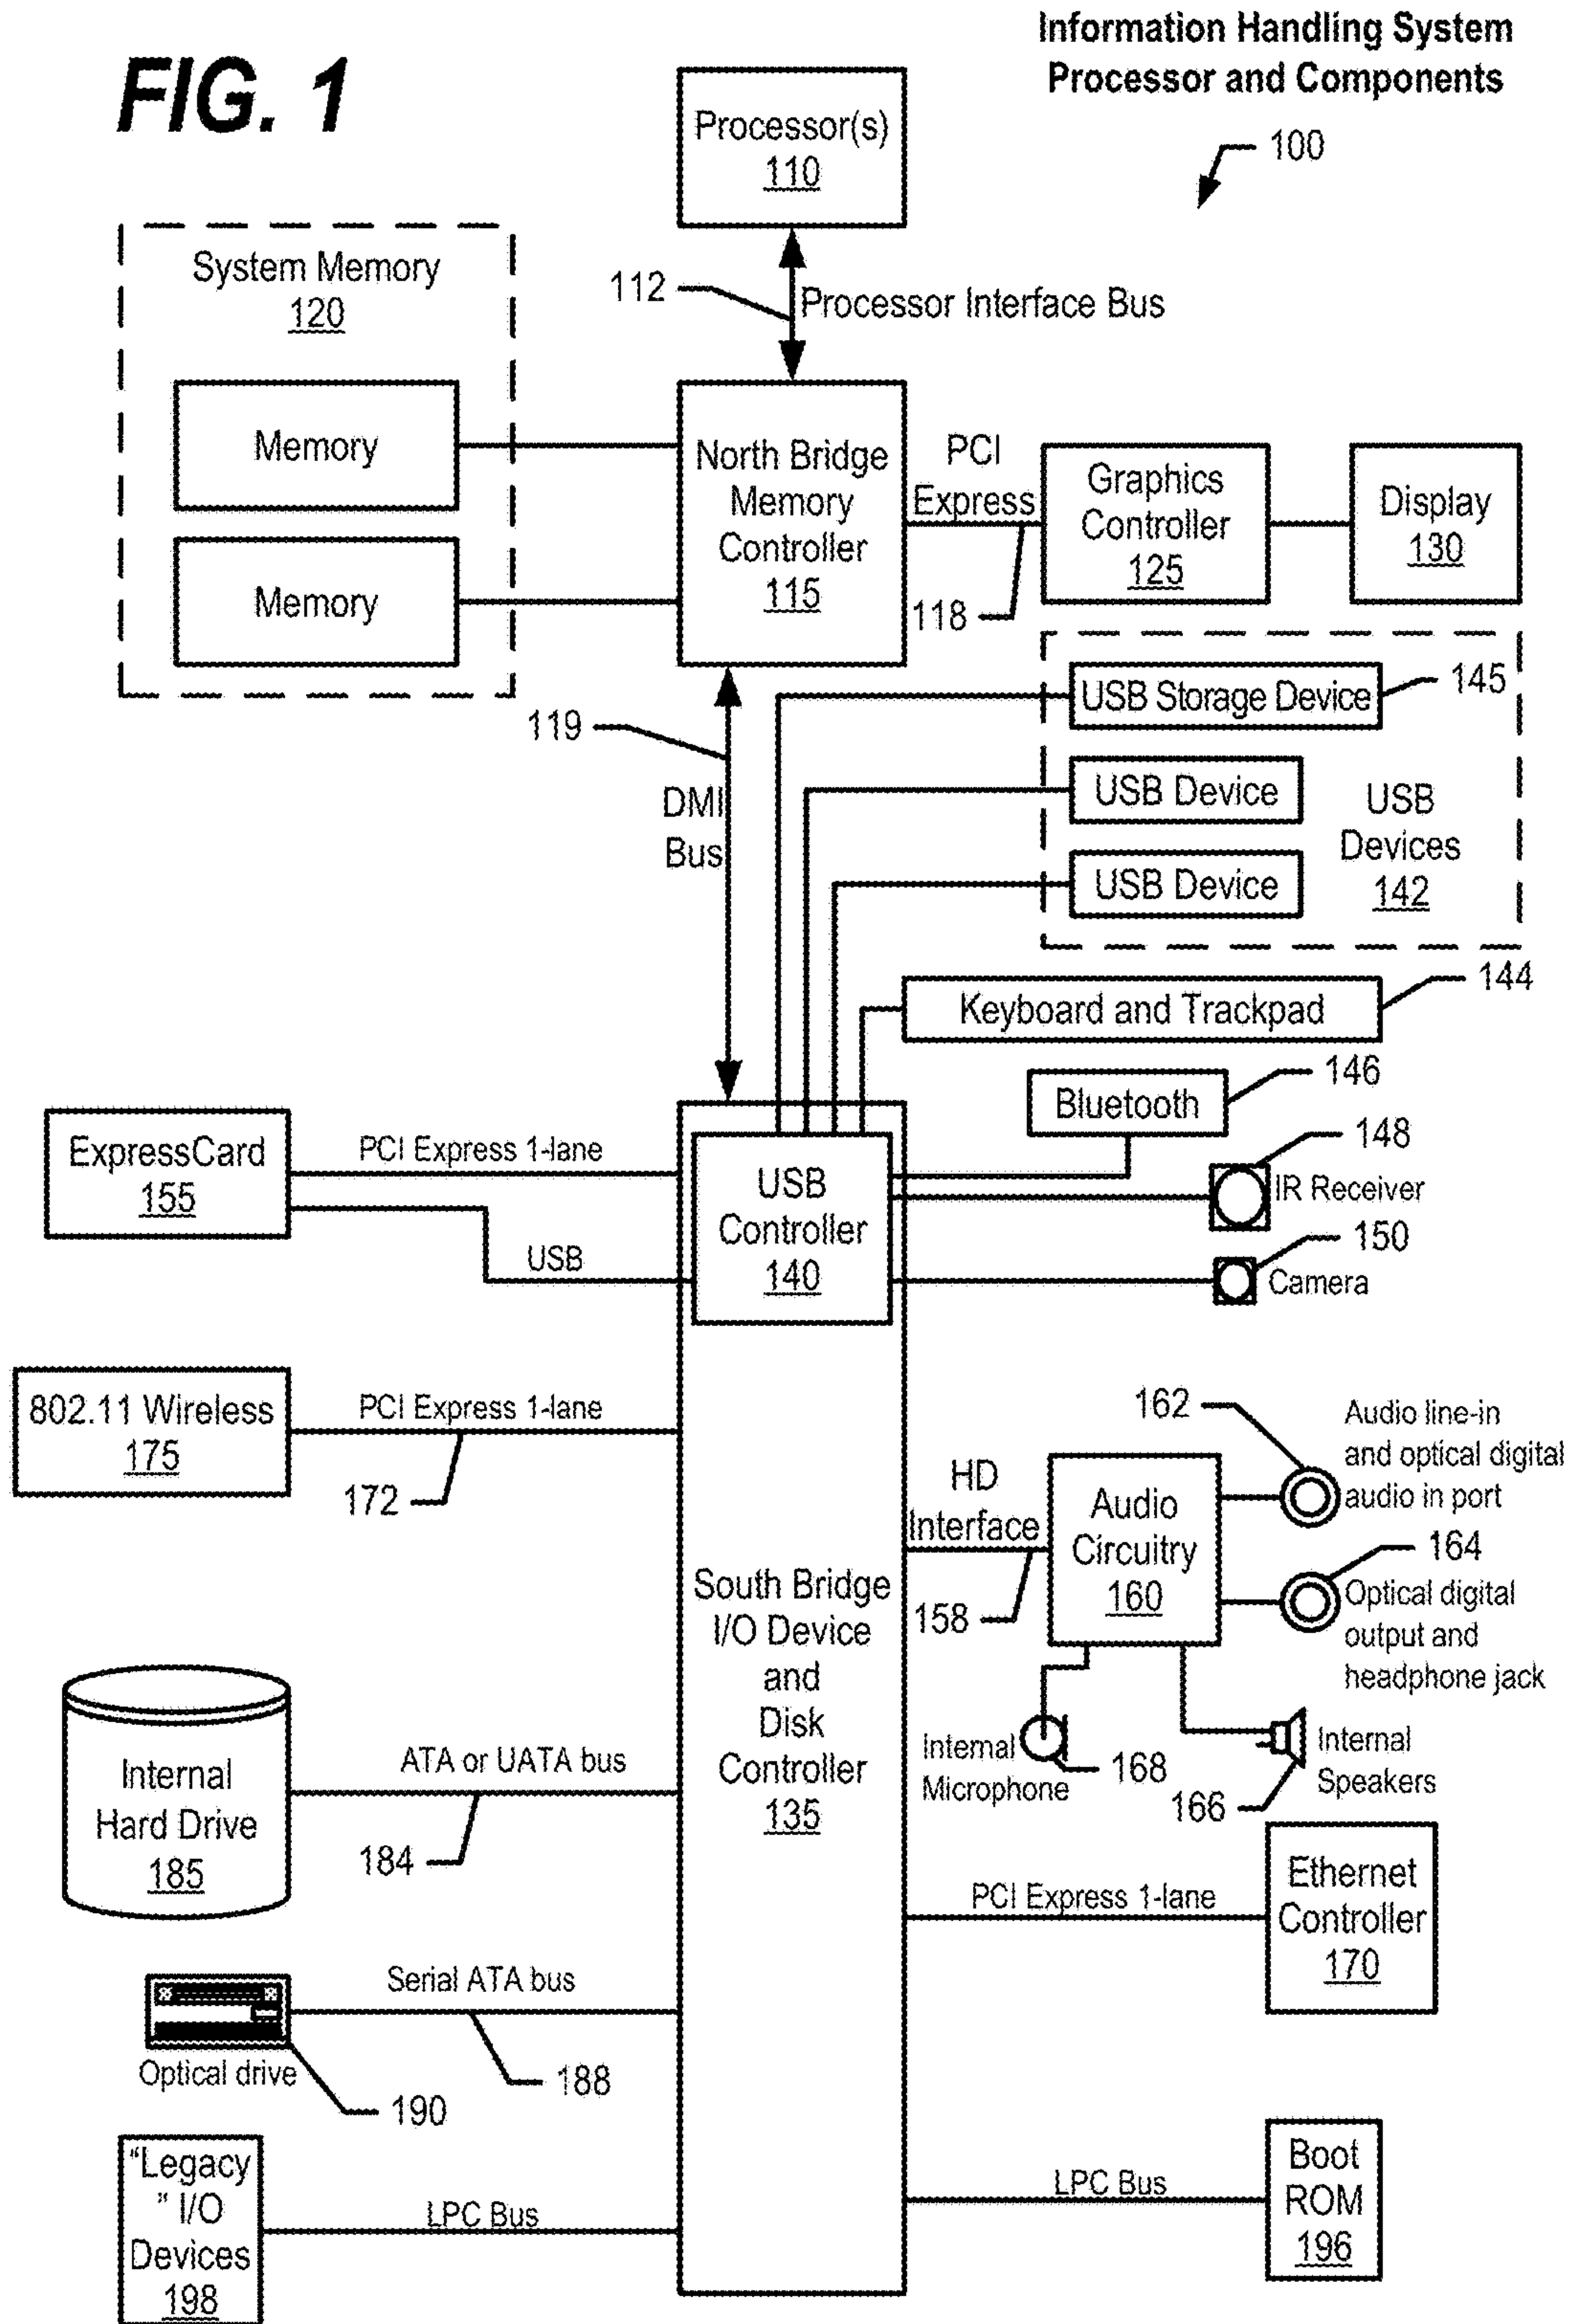 FIG. 1
Information Handling System
Processor and Components
100
Processor(s)
110
System Memory
120
112
Processor Interface Bus
Memory
Memory
North Bridge
Memory
Controller
115
PCI
Express
118
Graphics
Controller
125
Display
130
119
DMI
Bus
USB Storage Device
145
USB Device
USB Device
USB
Devices
142
Keyboard and Trackpad
144
Bluetooth
146
148
IR Receiver
150
Camera
ExpressCard
155
PCI Express 1-lane
USB
USB
Controller
140
802.11 Wireless
175
PCI Express 1-lane
172
162
Audio line-in
and optical digital
audio in port
HD
Interface
158
Audio
Circuitry
160
164
Optical digital
output and
headphone jack
South Bridge
I/O Device
and
Disk
Controller
135
Internal
Microphone
168
166
Internal
Speakers
Internal
Hard Drive
185
ATA or UATA bus
184
PCI Express 1-lane
Ethernet
Controller
170
Serial ATA bus
188
Optical drive
190
"Legacy
" I/O
Devices
198
LPC Bus
LPC Bus
Boot
ROM
196